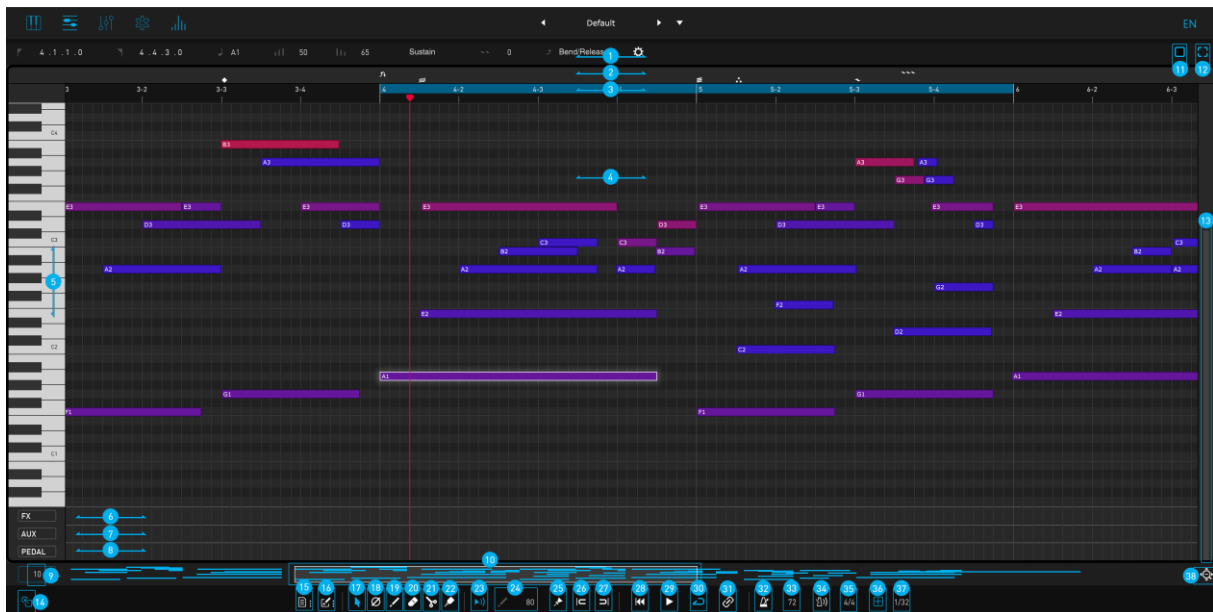 Default EN
4 . 1 . 1 . 0 4 . 4 . 3 . 0 A1 50 65 Sustain 0 Bend/Release
1 11 12
2
3 3-2 3-3 3-4 4 4-2 4-3 3 5 5-2 5-3 5-4 6 6-2 6-3
C4
B3
A3 A3 A3
4 G3 G3
E3 E3 E3 E3 E3 E3 E3 E3
D3 D3 D3 D3 D3 13
C3 C3 C3 C3
B2 B2 B2
5 A2 A2 A2 A2 A2 A2
G2
F2
E2 E2
D2
C2 C2
A1 A1
G1 G1
F1 F1
C1
FX 6
AUX 7
PEDAL 8
10
10 9 38
14 15 16 17 18 19 20 21 22 23 24 80 25 26 27 28 29 30 31 32 72 33 34 4/4 35 36 1/32 37